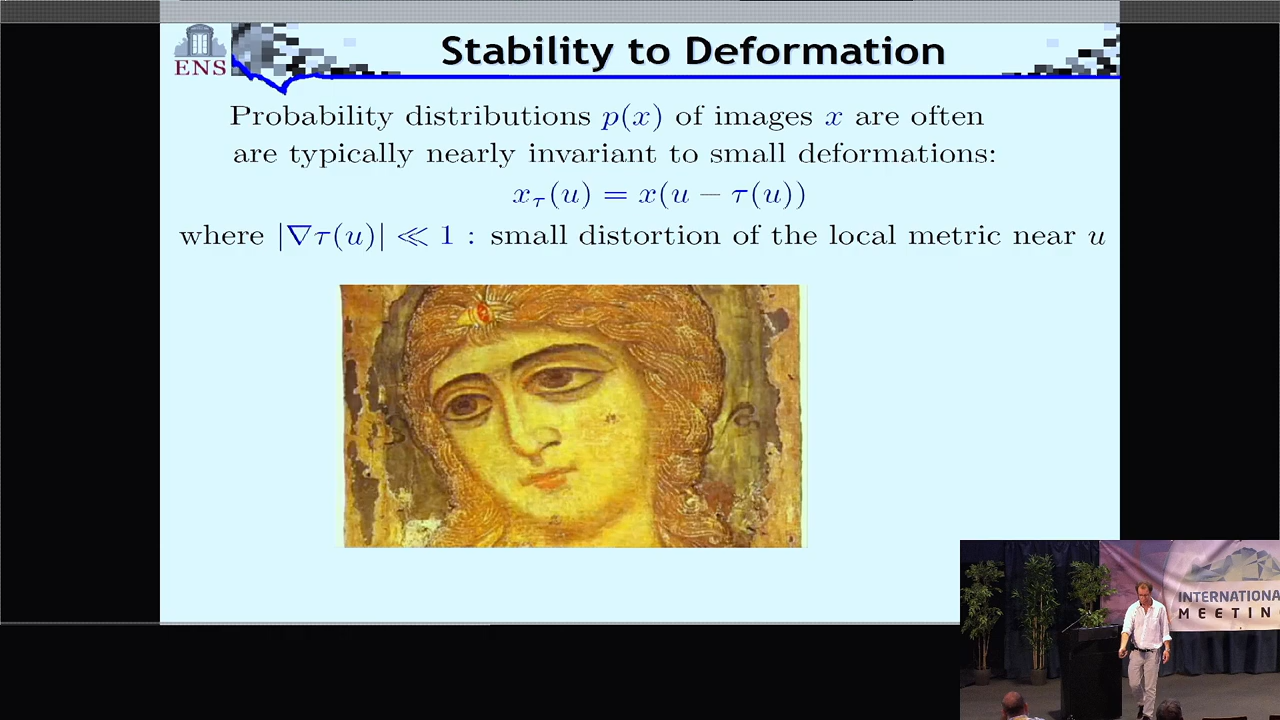 ENS
Stability to Deformation
Probability distributions p(x) of images x are often
are typically nearly invariant to small deformations:
x_τ(u) = x(u − τ(u))
where |∇τ(u)| ≪ 1 : small distortion of the local metric near u
INTERNATIONA
MEETIN